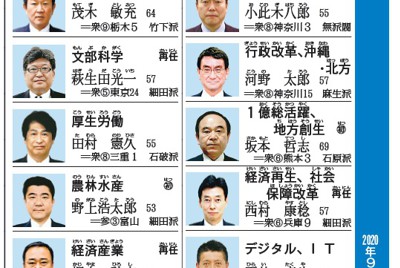 茂木 敏充 64
=衆⑨栃木5 竹下派
文部科学 再任
萩生田光一 57
=衆⑤東京24 細田派
厚生労働
田村 憲久 55
=衆⑧三重1 石破派
農林水産 初
野上浩太郎 53
=参③富山 細田派
経済産業 再任
小此木八郎 55
=衆⑧神奈川3 無派閥
行政改革、沖縄
・北方
河野 太郎 57
=衆⑧神奈川15 麻生派
1億総活躍、
地方創生 初
坂本 哲志 69
=衆⑥熊本3 石原派
経済再生、社会
保障改革 再任
西村 康稔 57
=衆⑥兵庫9 細田派
デジタル、IT
2020年9